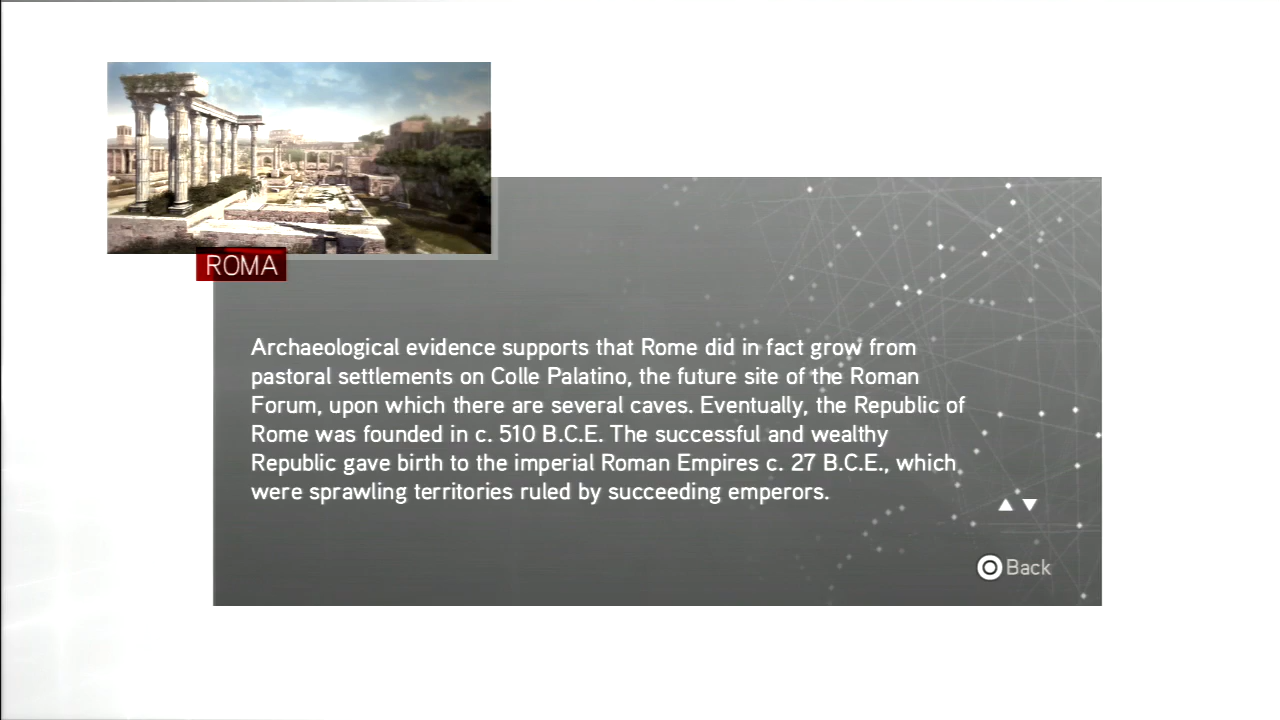 ROMA
Archaeological evidence supports that Rome did in fact grow from
pastoral settlements on Colle Palatino, the future site of the Roman
Forum, upon which there are several caves. Eventually, the Republic of
Rome was founded in c. 510 B.C.E. The successful and wealthy
Republic gave birth to the imperial Roman Empires c. 27 B.C.E., which
were sprawling territories ruled by succeeding emperors.
Back